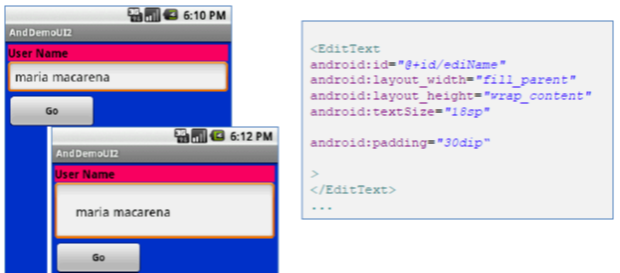 6:10 PM
AndDemoUI2
User Name
maria macarena
Go
6:12 PM
AndDemoUI2
User Name
maria macarena
Go
<EditText
android:id="@+id/ediName"
android:layout_width="fill_parent"
android:layout_height="wrap_content"
android:textSize="18sp"
android:padding="30dip"
>
</EditText>
...